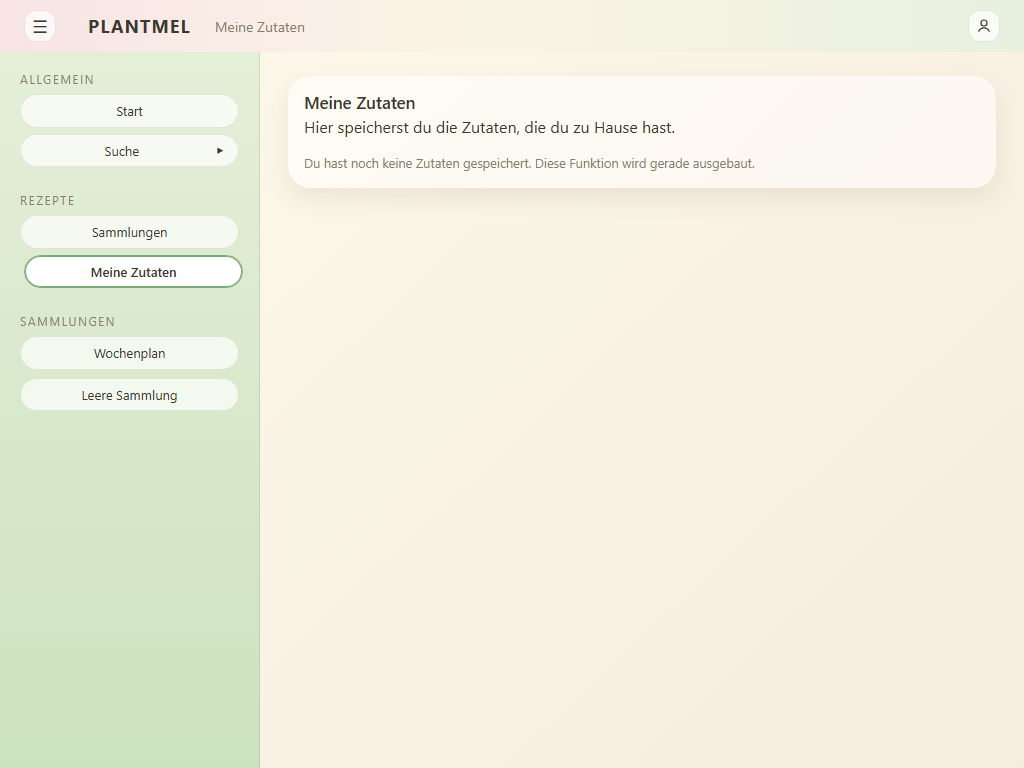 PLANTMEL
Meine Zutaten
ALLGEMEIN
Start
Suche
REZEPTE
Sammlungen
Meine Zutaten
SAMMLUNGEN
Wochenplan
Leere Sammlung
Meine Zutaten
Hier speicherst du die Zutaten, die du zu Hause hast.
Du hast noch keine Zutaten gespeichert. Diese Funktion wird gerade ausgebaut.